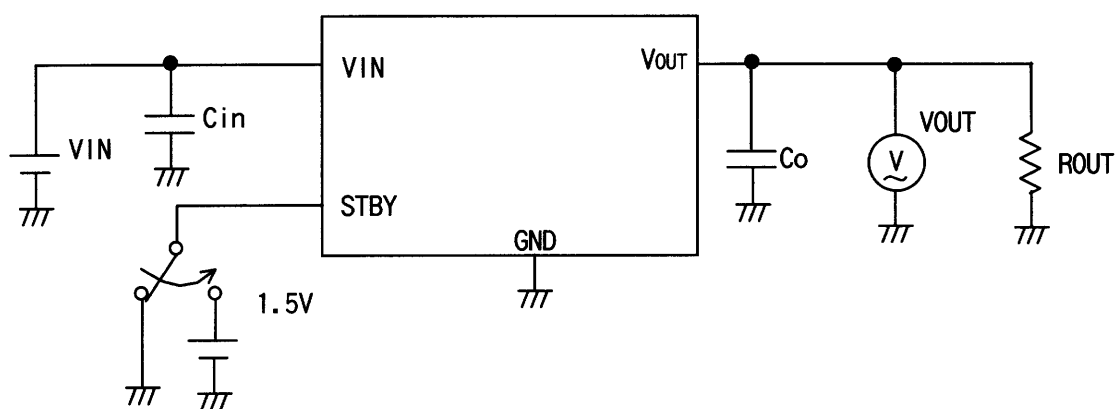 VIN
VOUT
Cin
VIN
VOUT
V
Co
ROUT
STBY
GND
1.5V